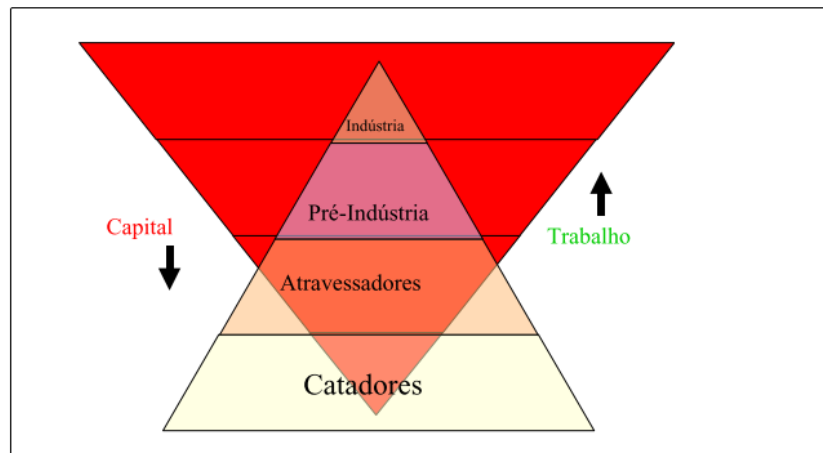 Indústria
Pré-Indústria
Capital
Trabalho
Atravessadores
Catadores